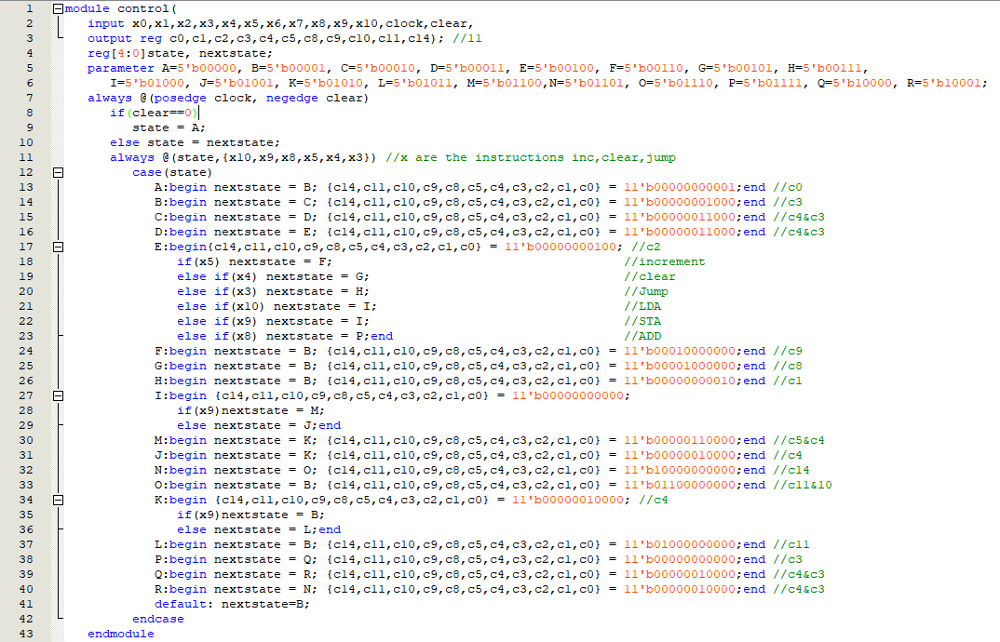 1 module control(
2 input x0,x1,x2,x3,x4,x5,x6,x7,x8,x9,x10,clock,clear,
3 output reg c0,c1,c2,c3,c4,c5,c8,c9,c10,c11,c14); //11
4 reg[4:0]state, nextstate;
5 parameter A=5'b00000, B=5'b00001, C=5'b00010, D=5'b00011, E=5'b00100, F=5'b00110, G=5'b00101, H=5'b00111,
6 I=5'b01000, J=5'b01001, K=5'b01010, L=5'b01011, M=5'b01100,N=5'b01101, O=5'b01110, P=5'b01111, Q=5'b10000, R=5'b10001;
7 always @(posedge clock, negedge clear)
8 if(clear==0)
9 state = A;
10 else state = nextstate;
11 always @(state,{x10,x9,x8,x5,x4,x3}) //x are the instructions inc,clear,jump
12 case(state)
13 A:begin nextstate = B; {c14,c11,c10,c9,c8,c5,c4,c3,c2,c1,c0} = 11'b00000000001;end //c0
14 B:begin nextstate = C; {c14,c11,c10,c9,c8,c5,c4,c3,c2,c1,c0} = 11'b00000001000;end //c3
15 C:begin nextstate = D; {c14,c11,c10,c9,c8,c5,c4,c3,c2,c1,c0} = 11'b00000011000;end //c4&c3
16 D:begin nextstate = E; {c14,c11,c10,c9,c8,c5,c4,c3,c2,c1,c0} = 11'b00000011000;end //c4&c3
17 E:begin{c14,c11,c10,c9,c8,c5,c4,c3,c2,c1,c0} = 11'b00000000100; //c2
18 if(x5) nextstate = F; //increment
19 else if(x4) nextstate = G; //clear
20 else if(x3) nextstate = H; //Jump
21 else if(x10) nextstate = I; //LDA
22 else if(x9) nextstate = I; //STA
23 else if(x8) nextstate = P;end //ADD
24 F:begin nextstate = B; {c14,c11,c10,c9,c8,c5,c4,c3,c2,c1,c0} = 11'b00010000000;end //c9
25 G:begin nextstate = B; {c14,c11,c10,c9,c8,c5,c4,c3,c2,c1,c0} = 11'b00001000000;end //c8
26 H:begin nextstate = B; {c14,c11,c10,c9,c8,c5,c4,c3,c2,c1,c0} = 11'b00000000010;end //c1
27 I:begin {c14,c11,c10,c9,c8,c5,c4,c3,c2,c1,c0} = 11'b00000000000;
28 if(x9)nextstate = M;
29 else nextstate = J;end
30 M:begin nextstate = K; {c14,c11,c10,c9,c8,c5,c4,c3,c2,c1,c0} = 11'b00000110000;end //c5&c4
31 J:begin nextstate = K; {c14,c11,c10,c9,c8,c5,c4,c3,c2,c1,c0} = 11'b00000010000;end //c4
32 N:begin nextstate = O; {c14,c11,c10,c9,c8,c5,c4,c3,c2,c1,c0} = 11'b10000000000;end //c14
33 O:begin nextstate = B; {c14,c11,c10,c9,c8,c5,c4,c3,c2,c1,c0} = 11'b01100000000;end //c11&10
34 K:begin {c14,c11,c10,c9,c8,c5,c4,c3,c2,c1,c0} = 11'b00000010000; //c4
35 if(x9)nextstate = B;
36 else nextstate = L;end
37 L:begin nextstate = B; {c14,c11,c10,c9,c8,c5,c4,c3,c2,c1,c0} = 11'b01000000000;end //c11
38 P:begin nextstate = Q; {c14,c11,c10,c9,c8,c5,c4,c3,c2,c1,c0} = 11'b00000000000;end //c3
39 Q:begin nextstate = R; {c14,c11,c10,c9,c8,c5,c4,c3,c2,c1,c0} = 11'b00000010000;end //c4&c3
40 R:begin nextstate = N; {c14,c11,c10,c9,c8,c5,c4,c3,c2,c1,c0} = 11'b00000010000;end //c4&c3
41 default: nextstate=B;
42 endcase
43 endmodule